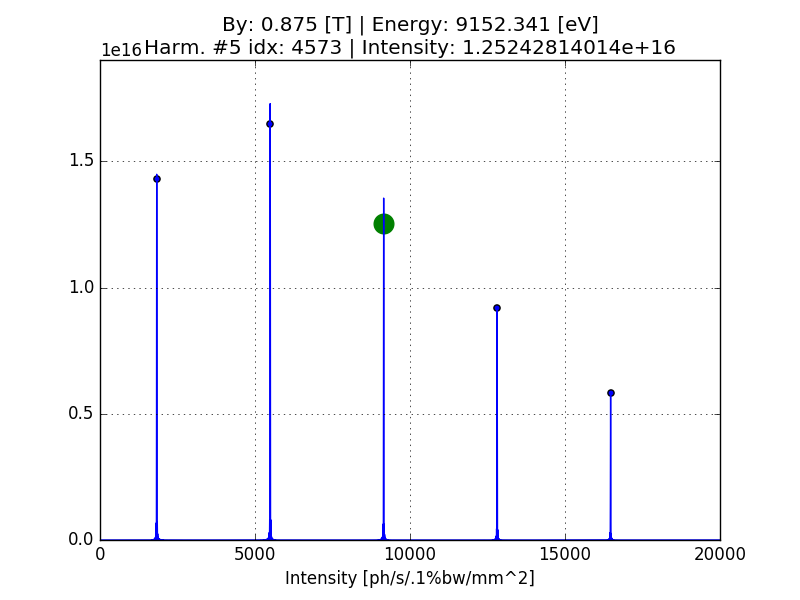 By: 0.875 [T] | Energy: 9152.341 [eV]
1e16 Harm. #5 idx: 4573 | Intensity: 1.25242814014e+16
1.5
1.0
0.5
0.0
0 5000 10000 15000 20000
Intensity [ph/s/.1%bw/mm^2]